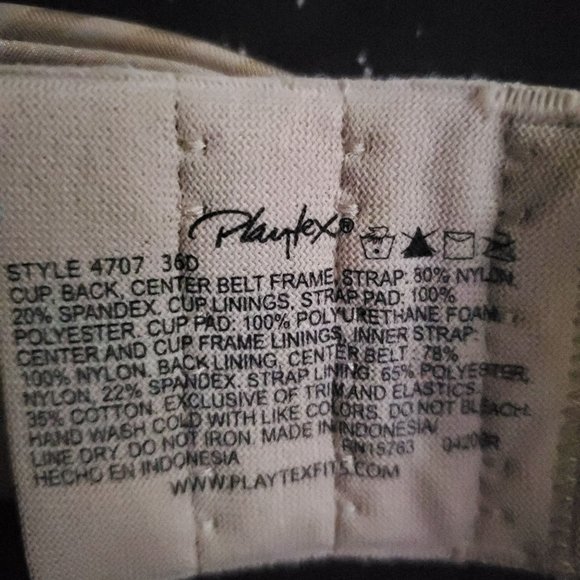 Playtex®
STYLE 4707 36D
CUP, BACK, CENTER BELT FRAME, STRAP: 80% NYLON,
20% SPANDEX, CUP LININGS, STRAP PAD: 100%
POLYESTER, CUP PAD: 100% POLYURETHANE FOAM,
CENTER AND CUP FRAME LININGS, INNER STRAP:
100% NYLON. BACK LINING, CENTER BELT: 78%
NYLON, 22% SPANDEX. STRAP LINING: 65% POLYESTER,
35% COTTON. EXCLUSIVE OF TRIM AND ELASTICS.
HAND WASH COLD WITH LIKE COLORS. DO NOT BLEACH.
LINE DRY. DO NOT IRON. MADE IN INDONESIA/
HECHO EN INDONESIA RN15763
WWW.PLAYTEXFITS.COM